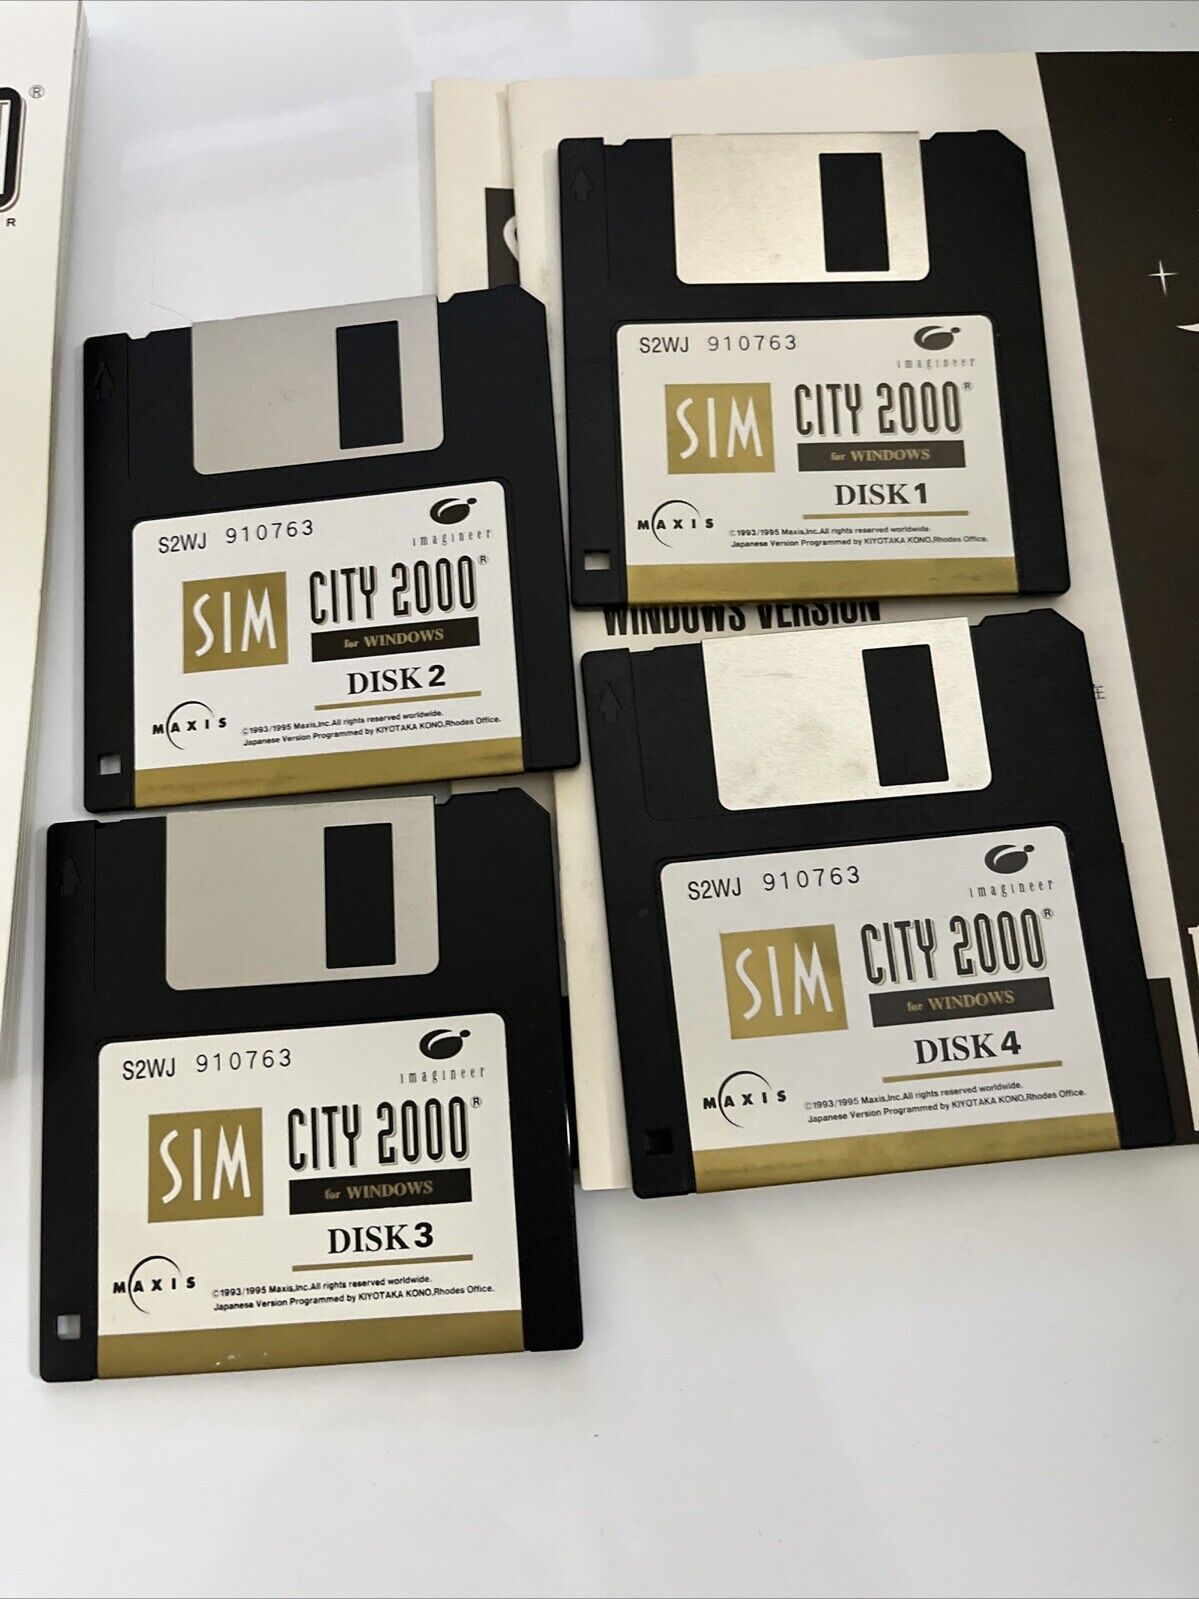 ®
R
S2WJ 910763
imagineer
SIM CITY 2000®
for WINDOWS
DISK 1
MAXIS
©1993/1995 Maxis,Inc.All rights reserved worldwide.
Japanese Version Programmed by KIYOTAKA KONO,Rhodes Office.
WINDOWS VERSION
S2WJ 910763
imagineer
SIM CITY 2000®
for WINDOWS
DISK 2
MAXIS
©1993/1995 Maxis,Inc.All rights reserved worldwide.
Japanese Version Programmed by KIYOTAKA KONO,Rhodes Office.
S2WJ 910763
imagineer
SIM CITY 2000®
for WINDOWS
DISK 4
MAXIS
©1993/1995 Maxis,Inc.All rights reserved worldwide.
Japanese Version Programmed by KIYOTAKA KONO,Rhodes Office.
S2WJ 910763
imagineer
SIM CITY 2000®
for WINDOWS
DISK 3
MAXIS
©1993/1995 Maxis,Inc.All rights reserved worldwide.
Japanese Version Programmed by KIYOTAKA KONO,Rhodes Office.